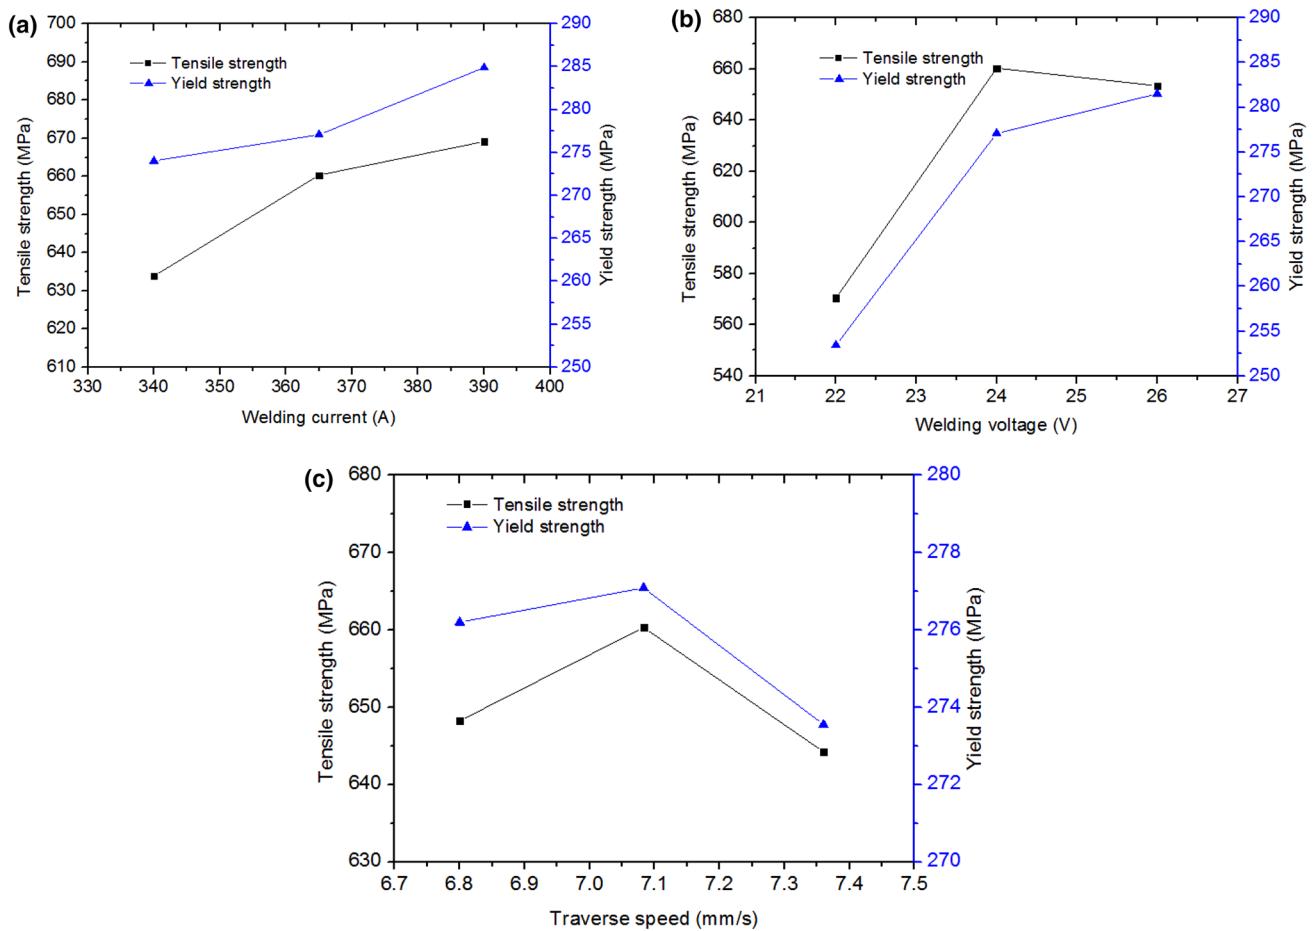 (a)
Tensile strength (MPa)
700
690
680
670
660
650
640
630
620
610
Tensile strength
Yield strength
290
285
280
275
270
265
260
255
250
Yield strength (MPa)
330 340 350 360 370 380 390 400
Welding current (A)
(b)
Tensile strength (MPa)
680
660
640
620
600
580
560
540
Tensile strength
Yield strength
290
285
280
275
270
265
260
255
250
Yield strength (MPa)
21 22 23 24 25 26 27
Welding voltage (V)
(c)
Tensile strength (MPa)
680
670
660
650
640
630
Tensile strength
Yield strength
280
278
276
274
272
270
Yield strength (MPa)
6.7 6.8 6.9 7.0 7.1 7.2 7.3 7.4 7.5
Traverse speed (mm/s)